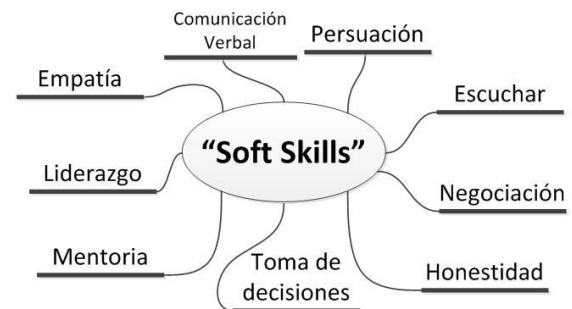 Comunicación
Verbal
Persuación
Empatía
Escuchar
“Soft Skills”
Liderazgo
Negociación
Mentoria
Toma de
decisiones
Honestidad